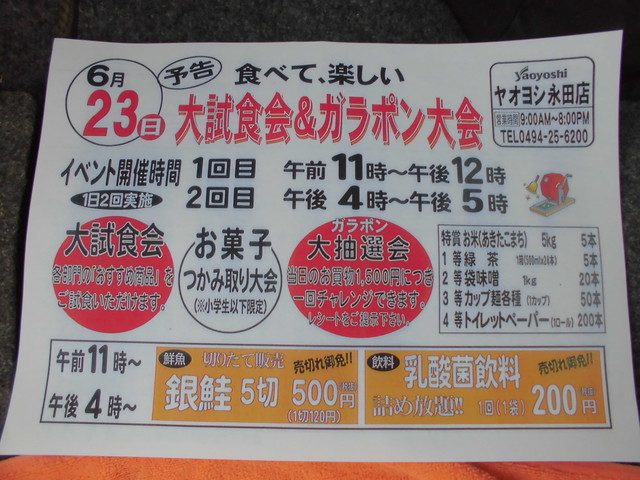 6月
23日
予告
食べて、楽しい
大試食会&ガラポン大会
Yaoyoshi
ヤオヨシ永田店
営業時間 9:00AM～8:00PM
TEL0494-25-6200
イベント開催時間 1回目 午前11時～午後12時
1日2回実施 2回目 午後4時～午後5時
大試食会
各部門の「おすすめ商品」を
ご試食いただけます。
お菓子
つかみ取り大会
(※小学生以下限定)
ガラポン
大抽選会
当日のお買物1,500円につき
一回チャレンジできます。
レシートをご提示下さい。
特賞 お米(あきたこまち) 5kg 5本
1等 緑茶 1箱(500ml×24本) 5本
2等 袋味噌 1kg 20本
3等 カップ麺各種 (1カップ) 50本
4等 トイレットペーパー(1ロール) 200本
午前11時～
午後4時～
鮮魚 切りたて販売 売切れ御免!!
銀鮭 5切 500円(税抜)
(1切120円)
飲料 乳酸菌飲料 売切れ御免!!
詰め放題!! 1回(1袋) 200円(税抜)